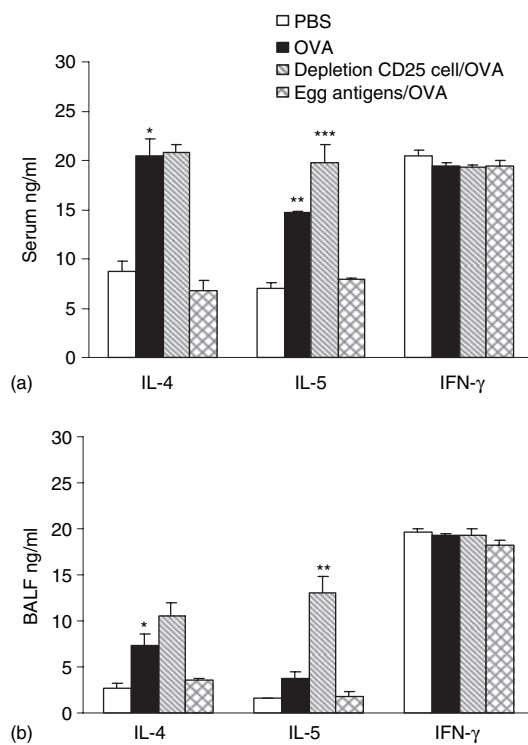 PBS
OVA
Depletion CD25 cell/OVA
Egg antigens/OVA
30
25
20
15
10
5
0
Serum ng/ml
*
**
***
(a)
IL-4 IL-5 IFN-γ
30
25
20
15
10
5
0
BALF ng/ml
*
**
(b)
IL-4 IL-5 IFN-γ